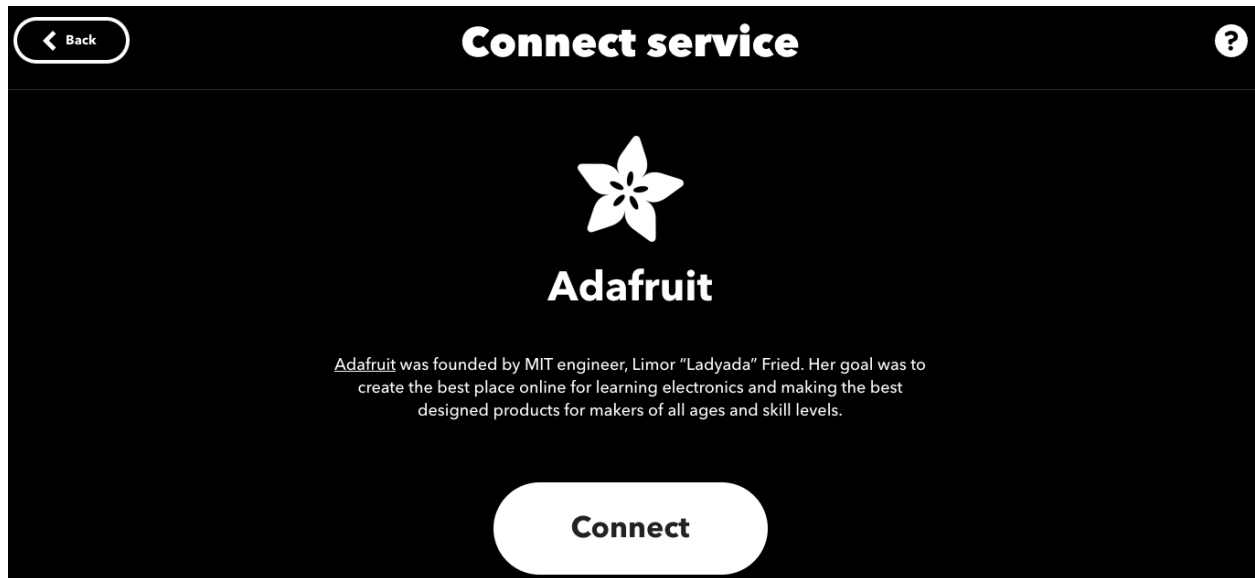 Back
Connect service
?
Adafruit
Adafruit was founded by MIT engineer, Limor “Ladyada” Fried. Her goal was to
create the best place online for learning electronics and making the best
designed products for makers of all ages and skill levels.
Connect